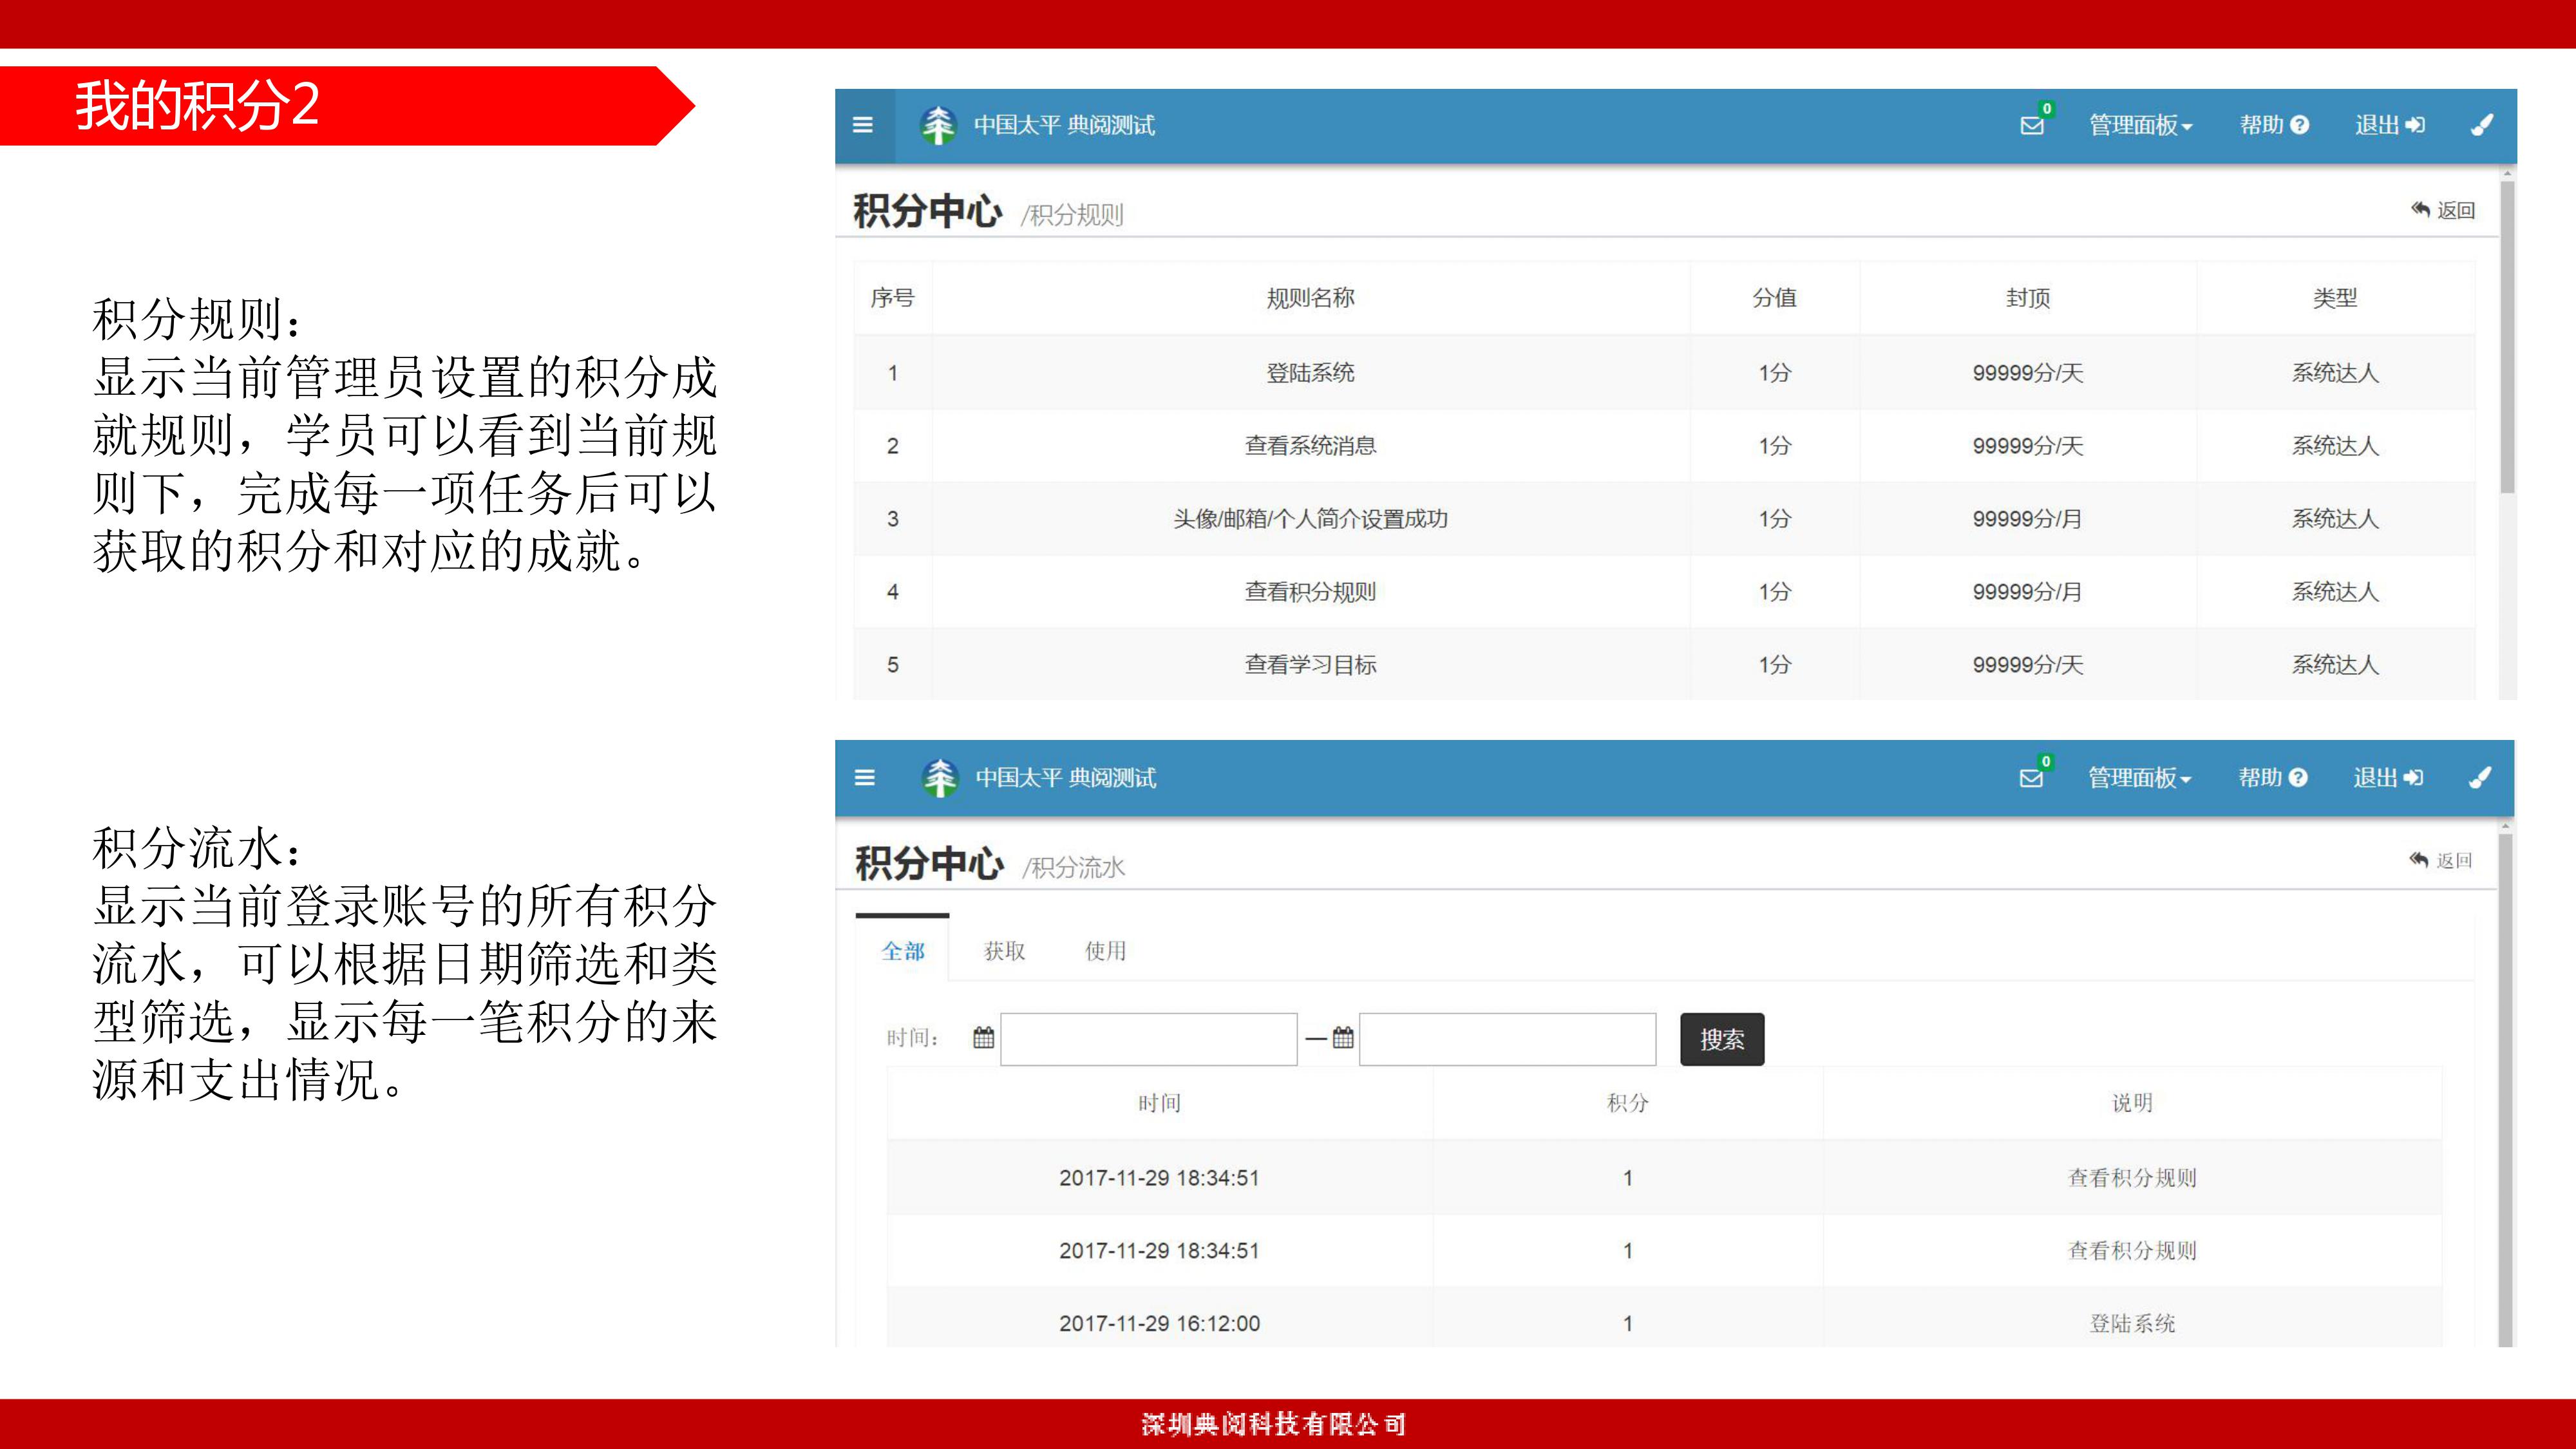 我的积分2
积分规则：
显示当前管理员设置的积分成
就规则，学员可以看到当前规
则下，完成每一项任务后可以
获取的积分和对应的成就。
中国太平 典阅测试 0 管理面板 帮助 退出
积分中心 /积分规则 返回
序号 规则名称 分值 封顶 类型
1 登陆系统 1分 99999分/天 系统达人
2 查看系统消息 1分 99999分/天 系统达人
3 头像/邮箱/个人简介设置成功 1分 99999分/月 系统达人
4 查看积分规则 1分 99999分/月 系统达人
5 查看学习目标 1分 99999分/天 系统达人
积分流水：
显示当前登录账号的所有积分
流水，可以根据日期筛选和类
型筛选，显示每一笔积分的来
源和支出情况。
中国太平 典阅测试 0 管理面板 帮助 退出
积分中心 /积分流水 返回
全部 获取 使用
时间： — 搜索
时间 积分 说明
2017-11-29 18:34:51 1 查看积分规则
2017-11-29 18:34:51 1 查看积分规则
2017-11-29 16:12:00 1 登陆系统
深圳典阅科技有限公司